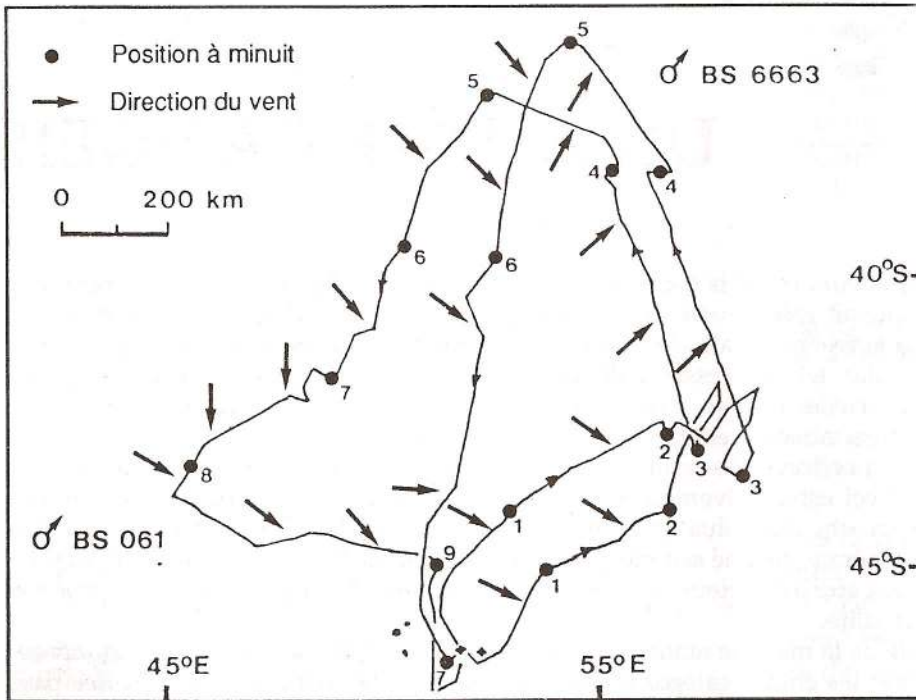 Position à minuit
Direction du vent
0 200 km
♂ BS 6663
5
5
4
4
6
6
40°S
7
8
2
3
3
1
2
♂ BS 061
9
1
45°S
7
45°E
55°E